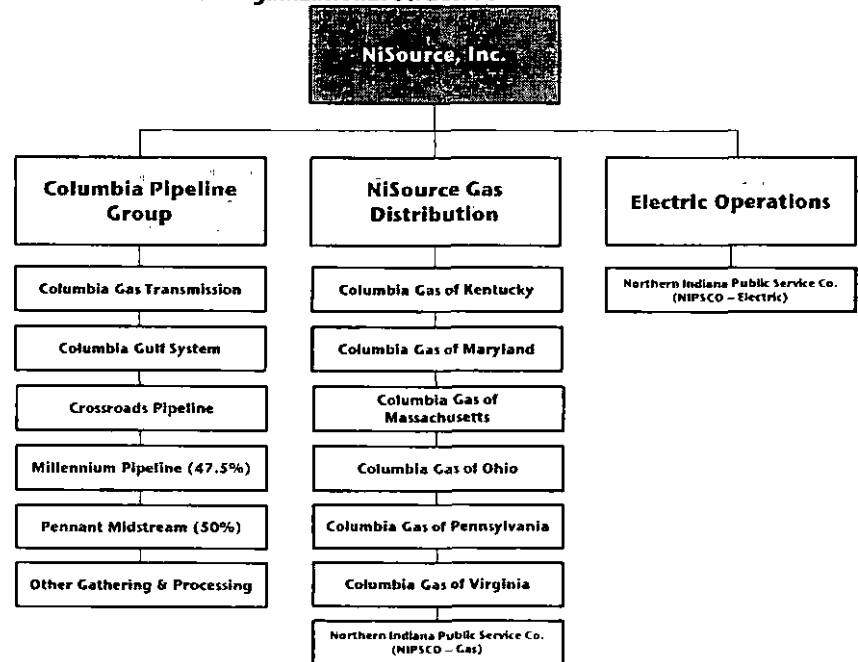 NiSource, Inc.
Columbia Pipeline
Group
NiSource Gas
Distribution
Electric Operations
Columbia Gas Transmission
Columbia Gulf System
Crossroads Pipeline
Millennium Pipeline (47.5%)
Pennant Midstream (50%)
Other Gathering & Processing
Columbia Gas of Kentucky
Columbia Gas of Maryland
Columbia Gas of
Massachusetts
Columbia Gas of Ohio
Columbia Gas of Pennsylvania
Columbia Gas of Virginia
Northern Indiana Public Service Co.
(NIPSCO – Gas)
Northern Indiana Public Service Co.
(NIPSCO – Electric)